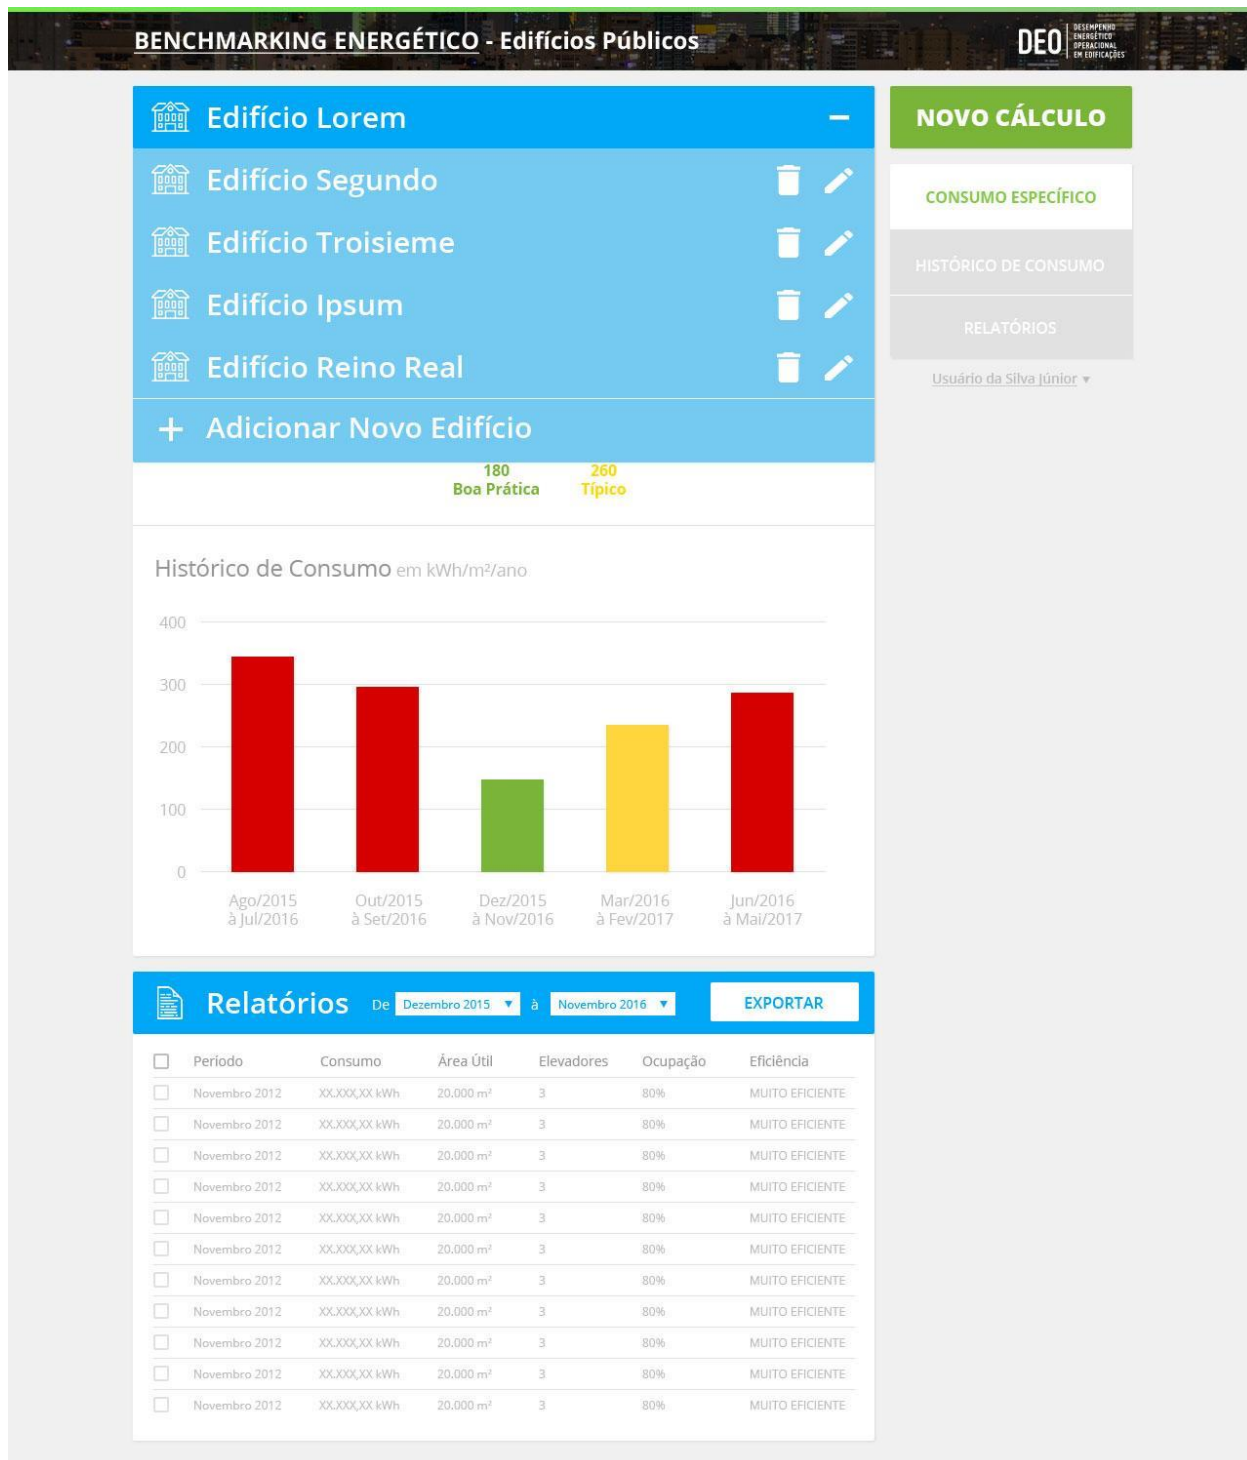 BENCHMARKING ENERGÉTICO - Edifícios Públicos
DEO
DESEMPENHO
ENERGÉTICO
OPERACIONAL
EM EDIFICAÇÕES
Edifício Lorem
NOVO CÁLCULO
Edifício Segundo
CONSUMO ESPECÍFICO
Edifício Troisieme
HISTÓRICO DE CONSUMO
Edifício Ipsum
RELATÓRIOS
Edifício Reino Real
Usuário da Silva Júnior
+ Adicionar Novo Edifício
180 260
Boa Prática Típico
Histórico de Consumo em kWh/m²/ano
400
300
200
100
0
Ago/2015 Out/2015 Dez/2015 Mar/2016 Jun/2016
à Jul/2016 à Set/2016 à Nov/2016 à Fev/2017 à Mai/2017
Relatórios De Dezembro 2015 à Novembro 2016 EXPORTAR
Período Consumo Área Útil Elevadores Ocupação Eficiência
Novembro 2012 XX.XXX,XX kWh 20.000 m² 3 80% MUITO EFICIENTE
Novembro 2012 XX.XXX,XX kWh 20.000 m² 3 80% MUITO EFICIENTE
Novembro 2012 XX.XXX,XX kWh 20.000 m² 3 80% MUITO EFICIENTE
Novembro 2012 XX.XXX,XX kWh 20.000 m² 3 80% MUITO EFICIENTE
Novembro 2012 XX.XXX,XX kWh 20.000 m² 3 80% MUITO EFICIENTE
Novembro 2012 XX.XXX,XX kWh 20.000 m² 3 80% MUITO EFICIENTE
Novembro 2012 XX.XXX,XX kWh 20.000 m² 3 80% MUITO EFICIENTE
Novembro 2012 XX.XXX,XX kWh 20.000 m² 3 80% MUITO EFICIENTE
Novembro 2012 XX.XXX,XX kWh 20.000 m² 3 80% MUITO EFICIENTE
Novembro 2012 XX.XXX,XX kWh 20.000 m² 3 80% MUITO EFICIENTE
Novembro 2012 XX.XXX,XX kWh 20.000 m² 3 80% MUITO EFICIENTE